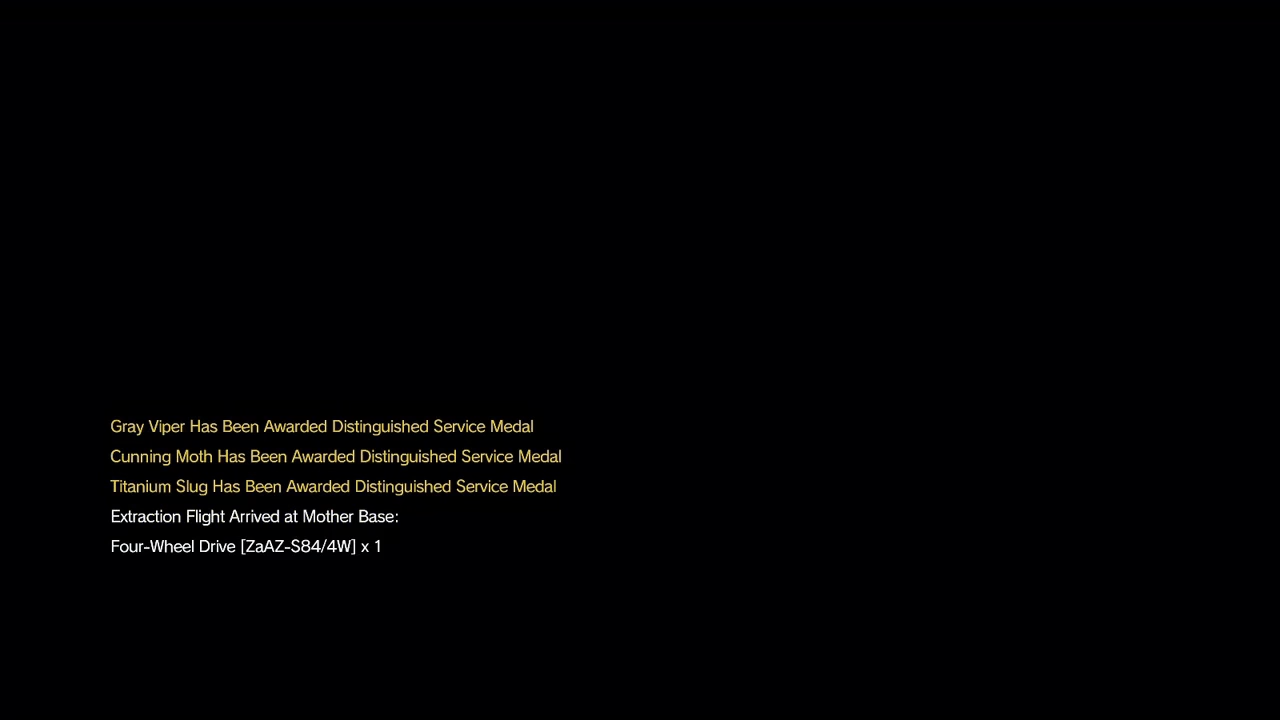 Gray Viper Has Been Awarded Distinguished Service Medal
Cunning Moth Has Been Awarded Distinguished Service Medal
Titanium Slug Has Been Awarded Distinguished Service Medal
Extraction Flight Arrived at Mother Base:
Four-Wheel Drive [ZaAZ-S84/4W] x 1